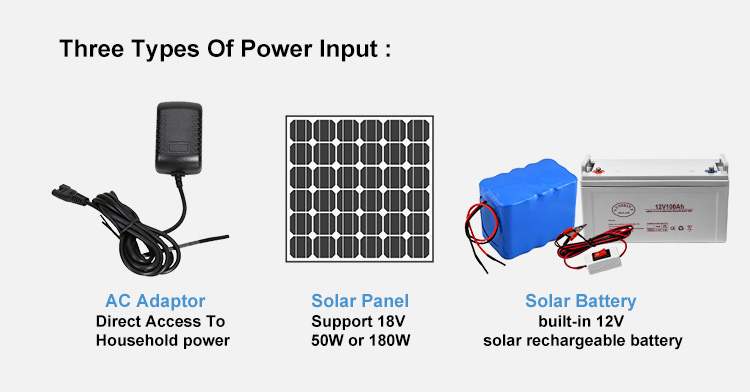 Three Types Of Power Input :
12V100Ah
SOLAR
AC Adaptor
Direct Access To
Household power
Solar Panel
Support 18V
50W or 180W
Solar Battery
built-in 12V
solar rechargeable battery